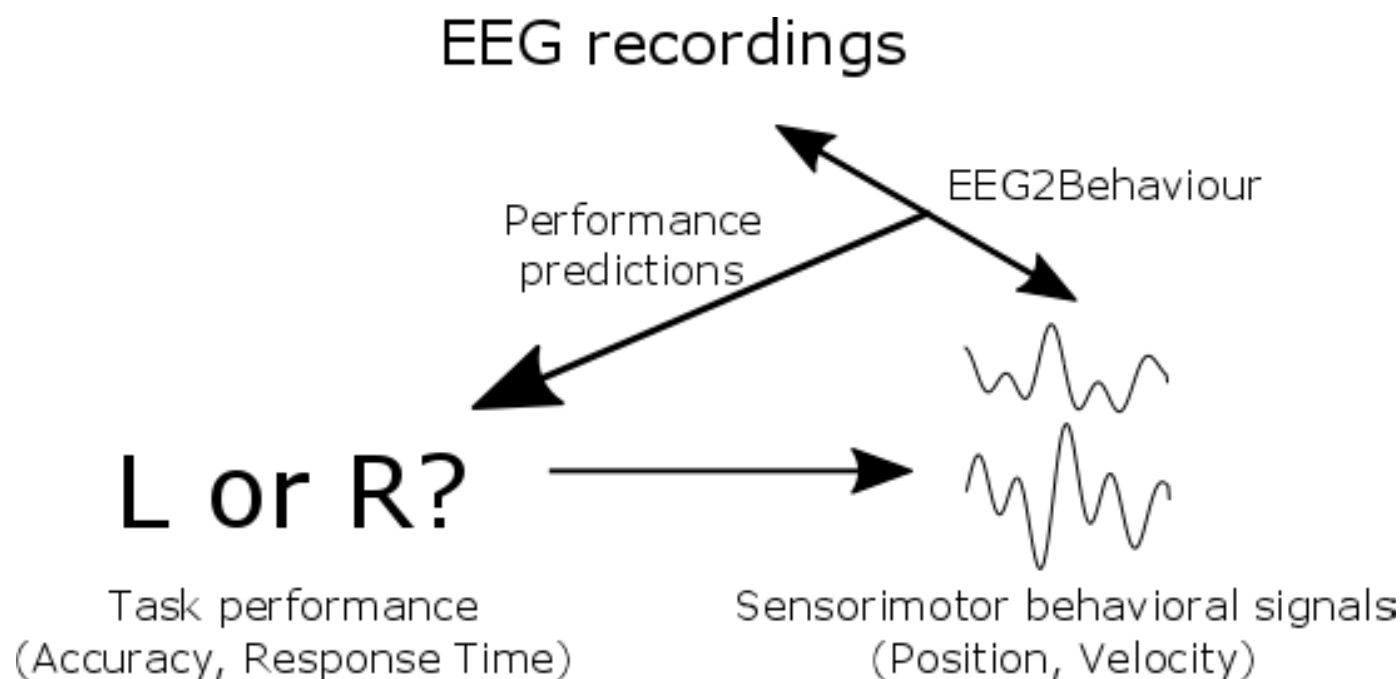 EEG recordings
EEG2Behaviour
Performance
predictions
L or R?
Task performance
(Accuracy, Response Time)
Sensorimotor behavioral signals
(Position, Velocity)